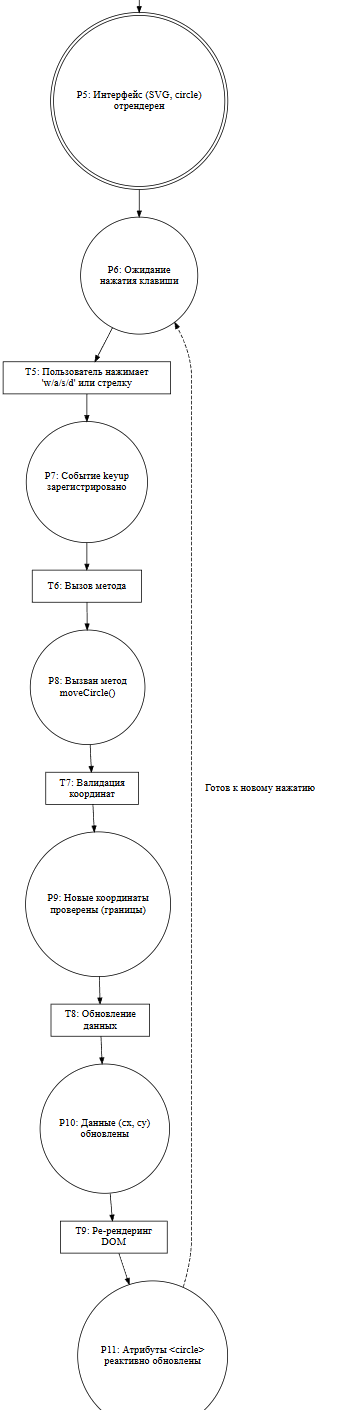 P5: Интерфейс (SVG, circle)
отрендерен
P6: Ожидание
нажатия клавиши
T5: Пользователь нажимает
'w/a/s/d' или стрелку
P7: Событие keyup
зарегистрировано
T6: Вызов метода
P8: Вызван метод
moveCircle()
T7: Валидация
координат
Готов к новому нажатию
P9: Новые координаты
проверены (границы)
T8: Обновление
данных
P10: Данные (cx, cy)
обновлены
T9: Ре-рендеринг
DOM
P11: Атрибуты <circle>
реактивно обновлены